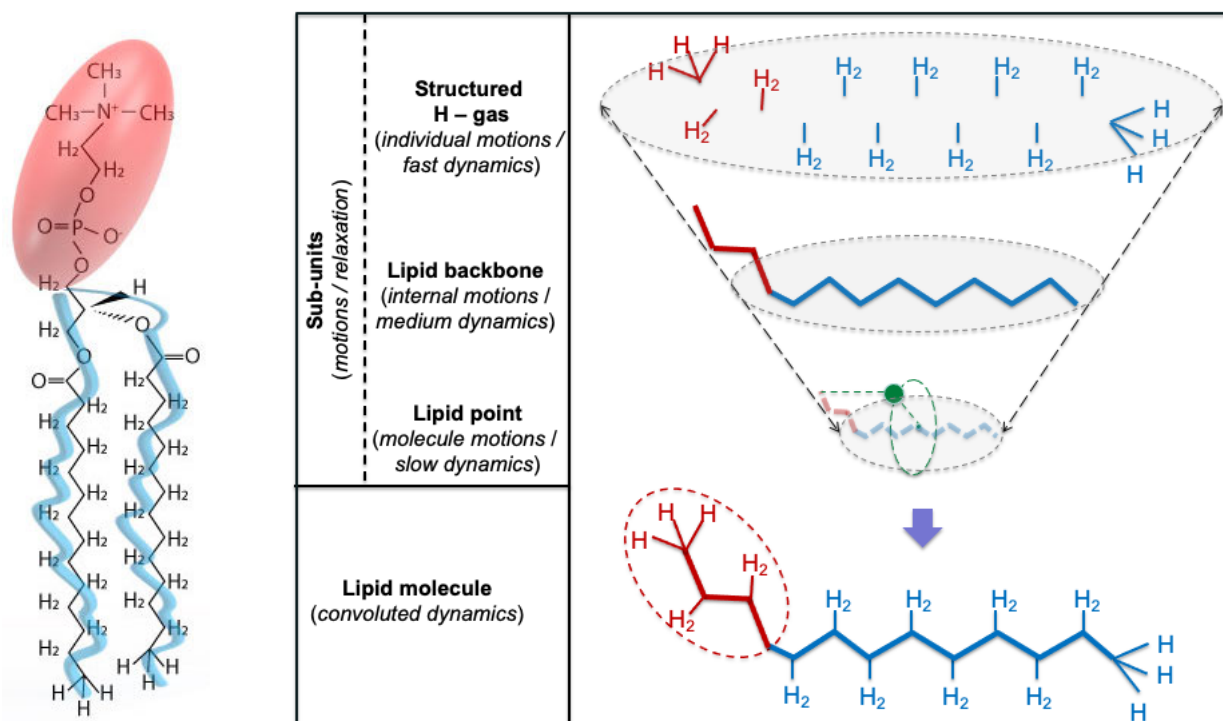 CH₃
CH₃ N⁺ CH₃
H₂
H₂
O
O P O⁻
O
H₂ H
H₂ O
O O
H₂
O
H₂ H₂
H₂ H₂
H₂
H₂ H₂
H₂ H₂
H₂ H₂
H₂ H₂
H₂ H₂
H₂ H₂
H₂ H₂
H₂ H₂
H₂ H₂
H₂
H H
H H H
H
Sub-units
(motions / relaxation)
Structured
H – gas
(individual motions /
fast dynamics)
Lipid backbone
(internal motions /
medium dynamics)
Lipid point
(molecule motions /
slow dynamics)
Lipid molecule
(convoluted dynamics)
H H
H H₂ H₂ H₂ H₂ H₂
H
H₂ H
H₂ H₂ H₂ H₂
H
H H
H H₂ H₂ H₂ H₂ H₂
H₂ H
H
H₂ H₂ H₂ H₂
H